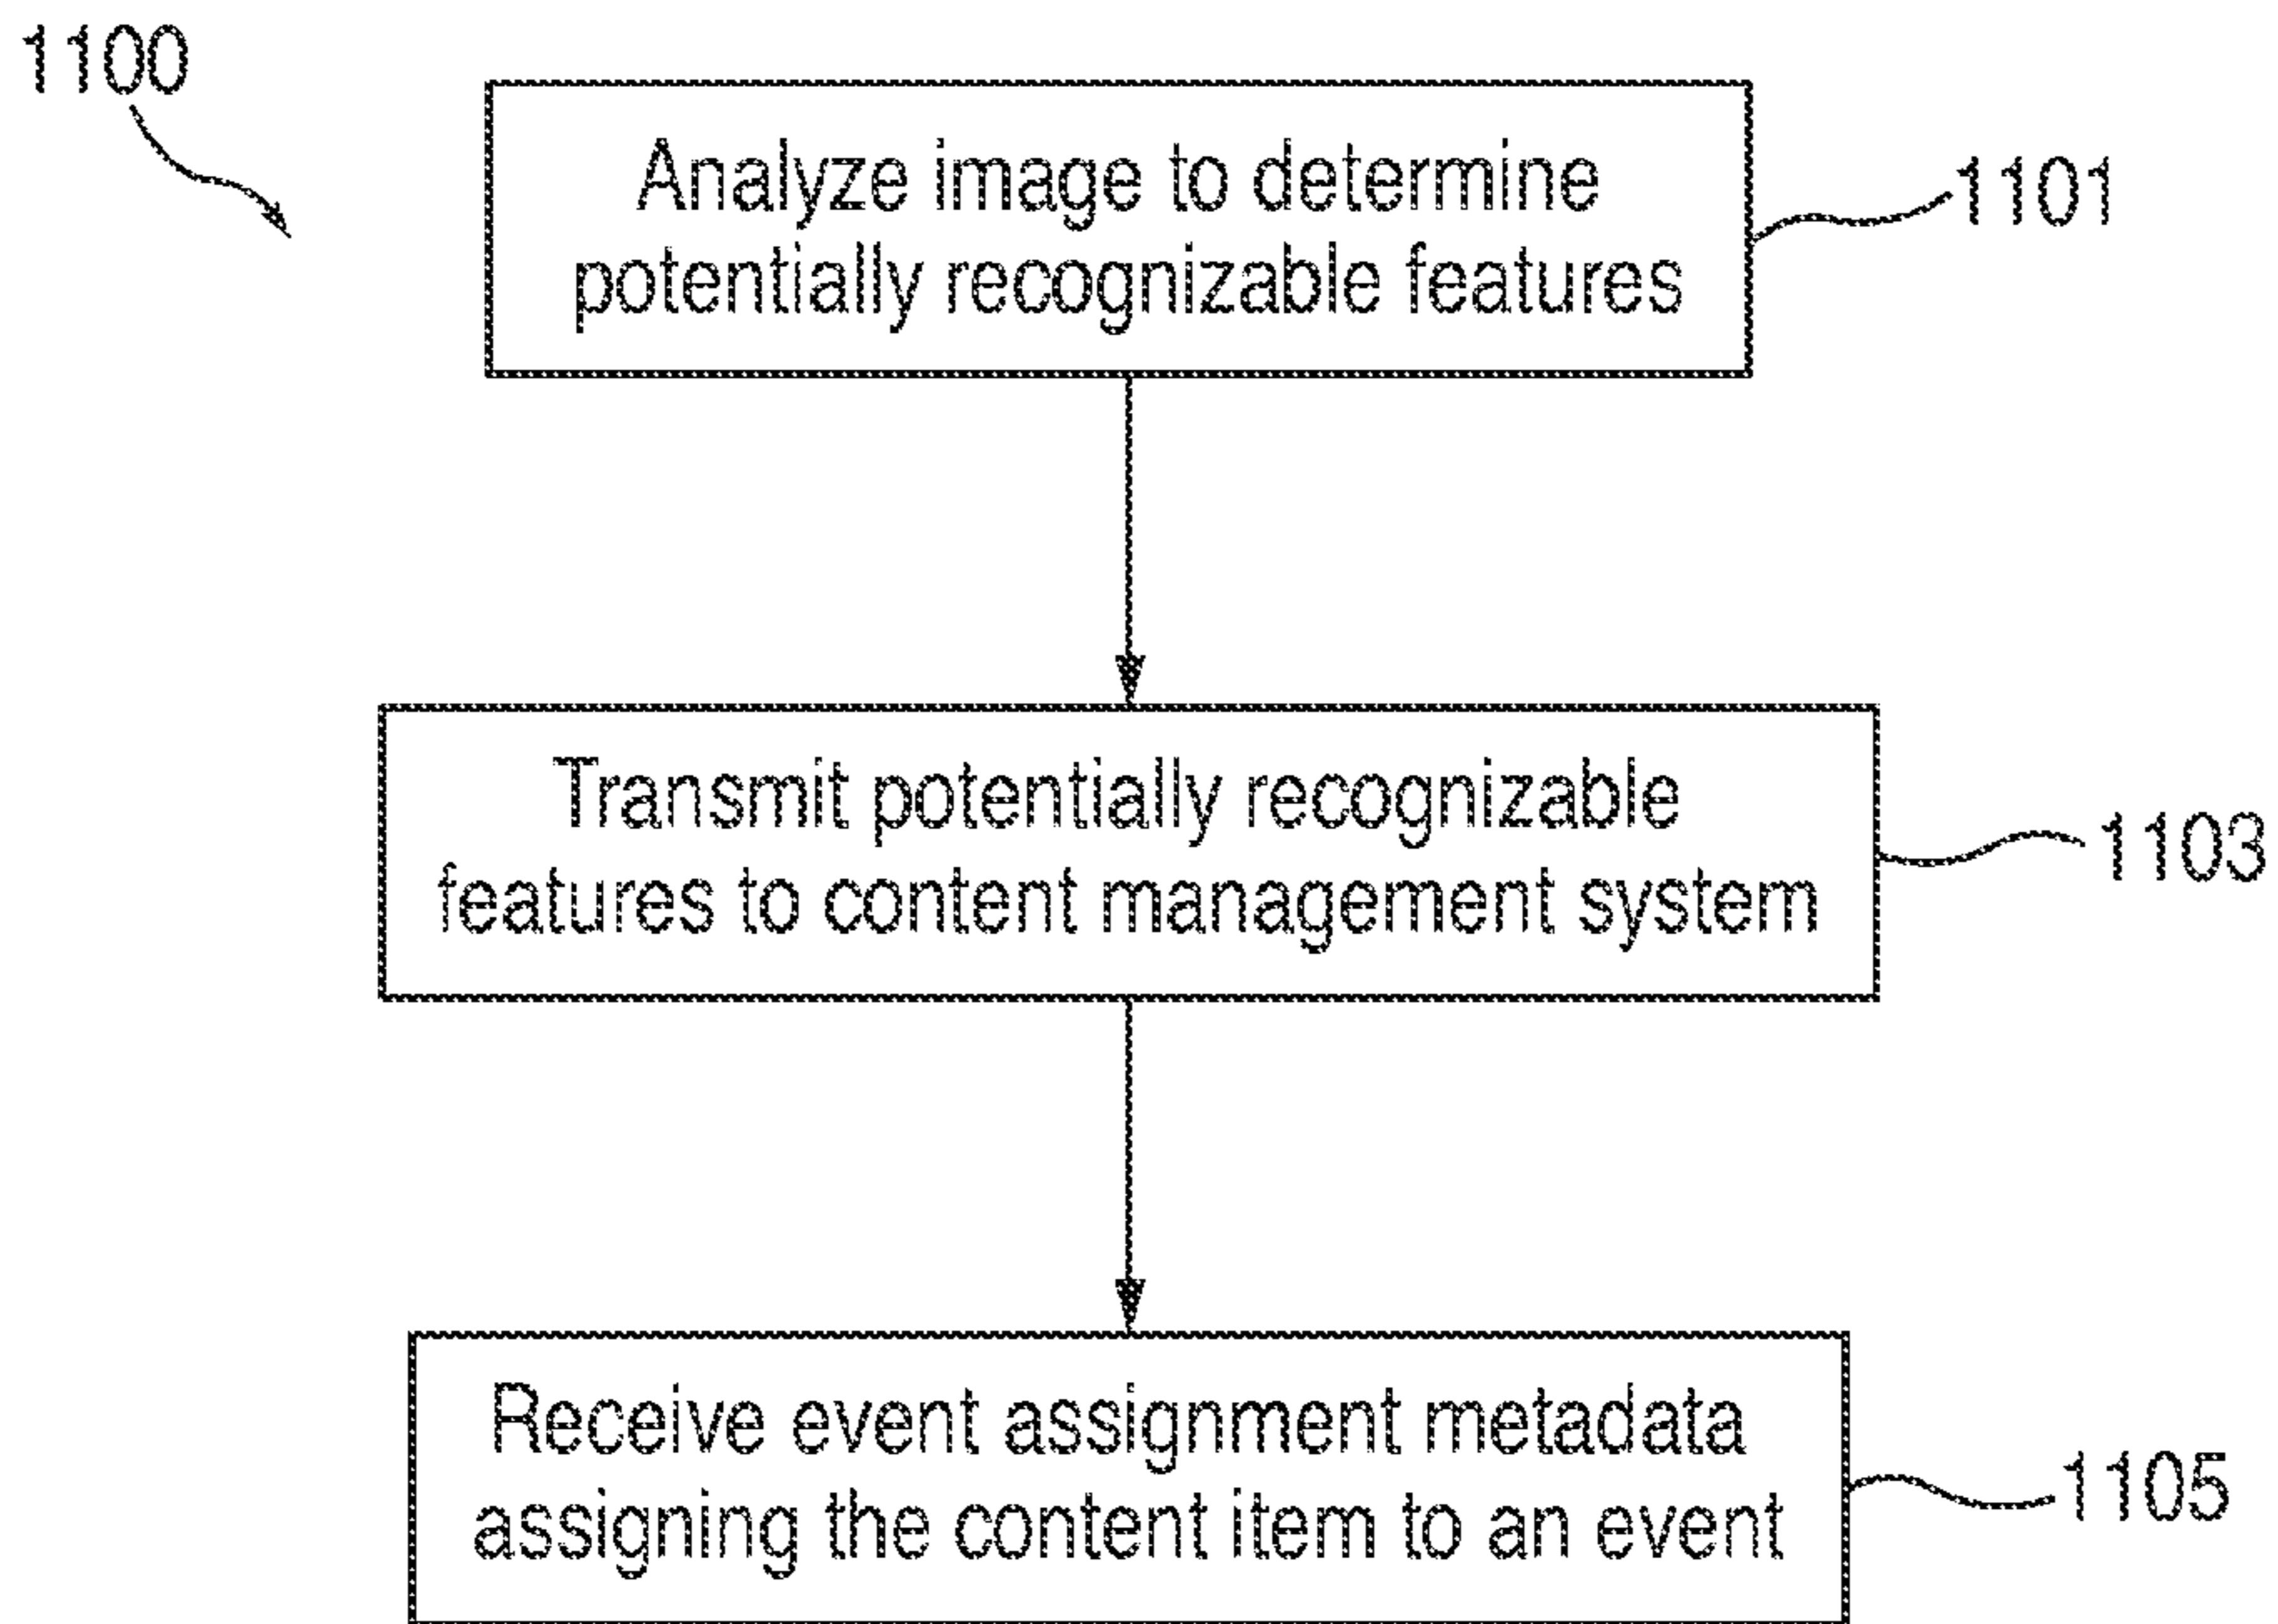 1100
Analyze image to determine
potentially recognizable features
1101
Transmit potentially recognizable
features to content management system
1103
Receive event assignment metadata
assigning the content item to an event
1105